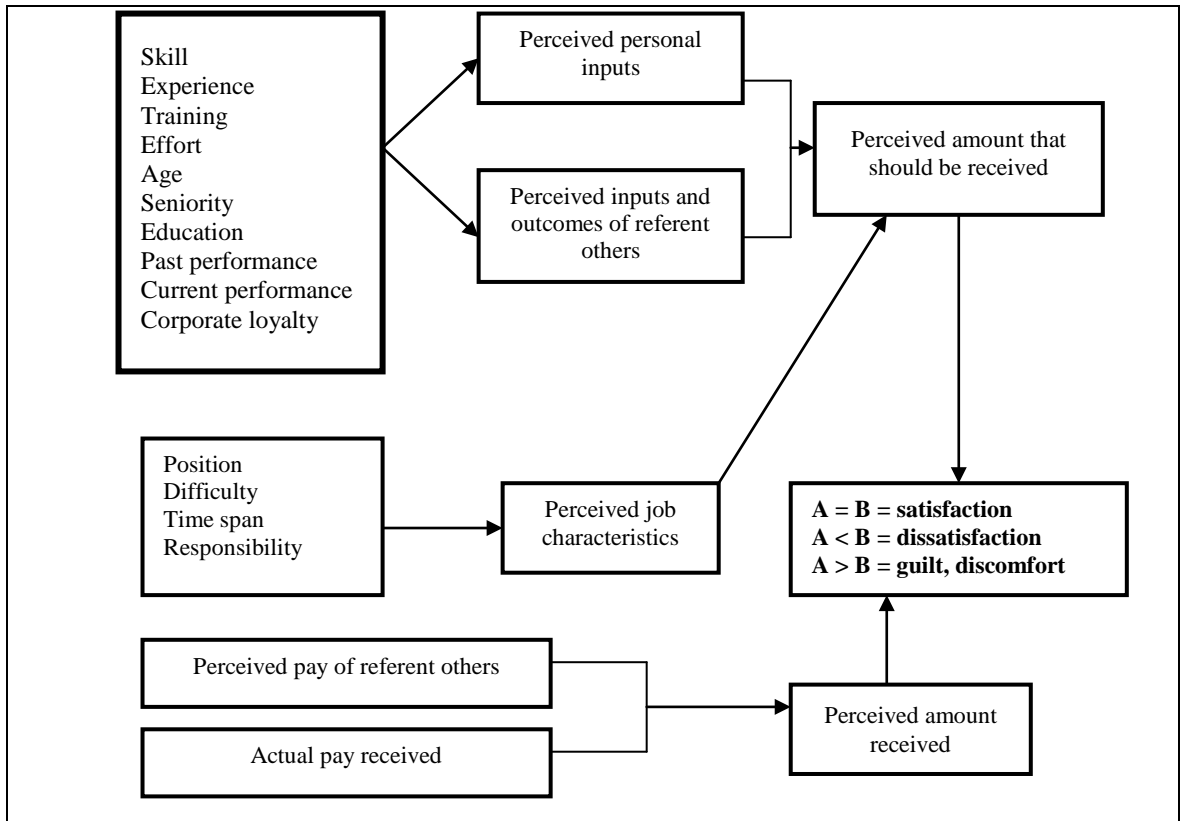 Skill
Experience
Training
Effort
Age
Seniority
Education
Past performance
Current performance
Corporate loyalty
Perceived personal
inputs
Perceived inputs and
outcomes of referent
others
Perceived amount that
should be received
Position
Difficulty
Time span
Responsibility
Perceived job
characteristics
A = B = satisfaction
A < B = dissatisfaction
A > B = guilt, discomfort
Perceived pay of referent others
Actual pay received
Perceived amount
received